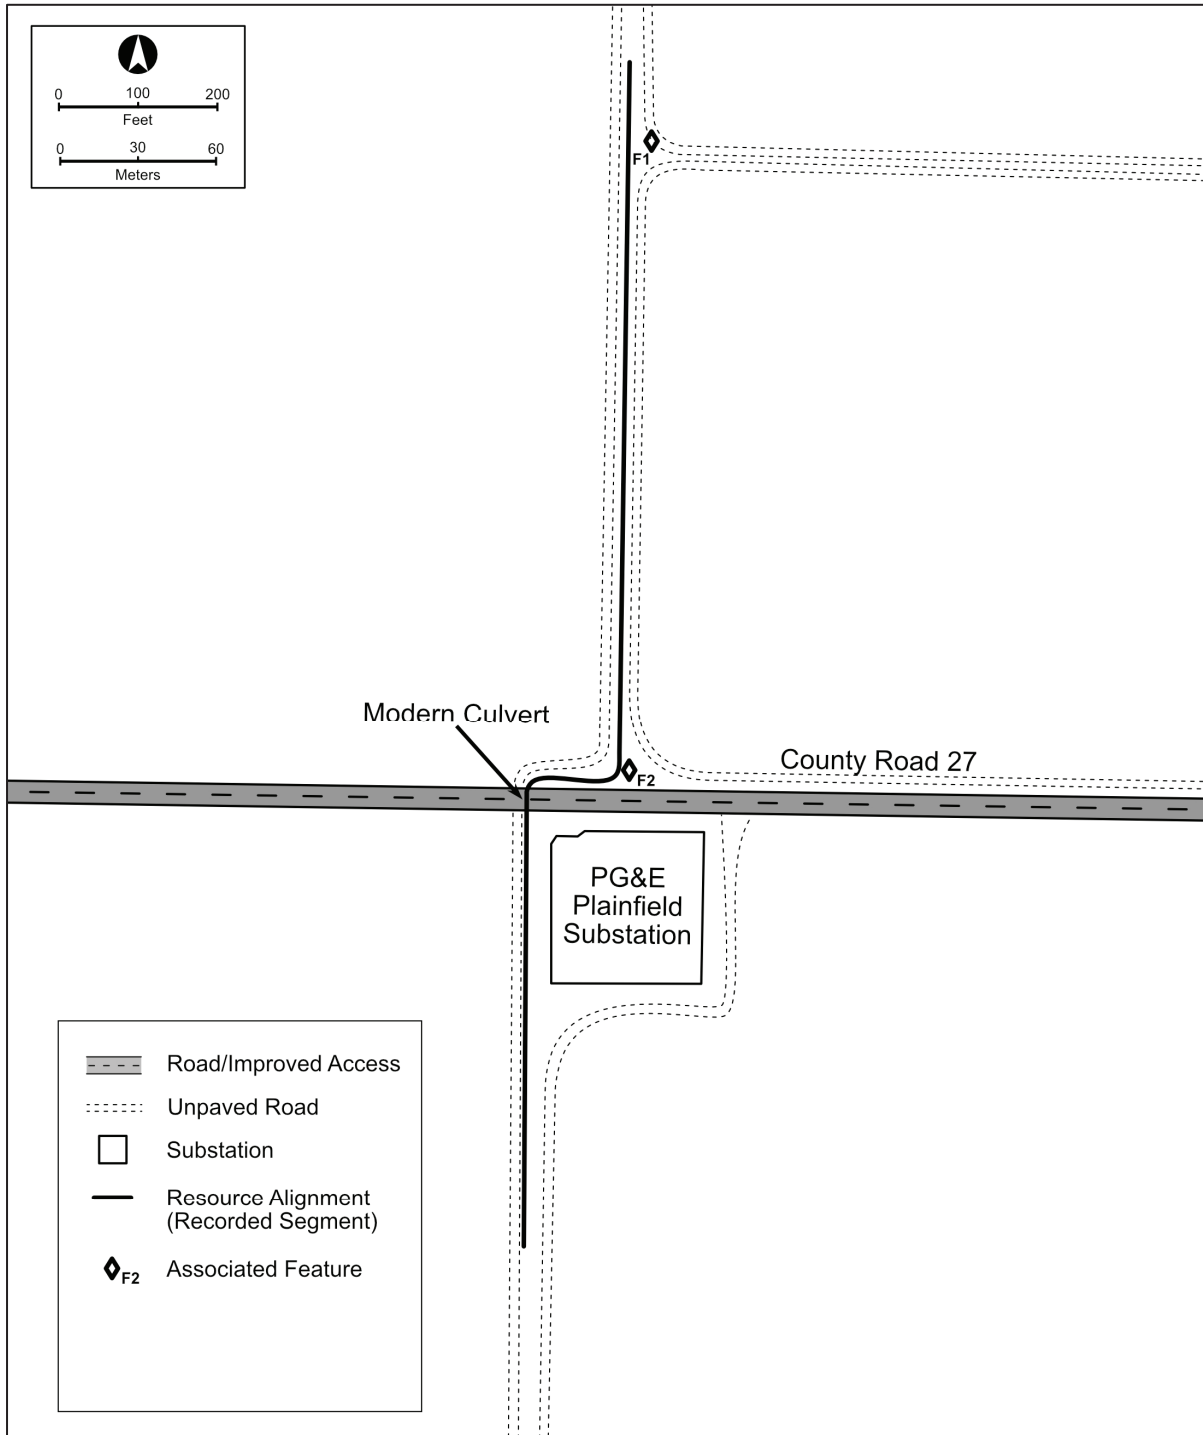 0 100 200
Feet
0 30 60
Meters
F1
Modern Culvert
County Road 27
F2
PG&E
Plainfield
Substation
Road/Improved Access
Unpaved Road
Substation
Resource Alignment
(Recorded Segment)
F2 Associated Feature